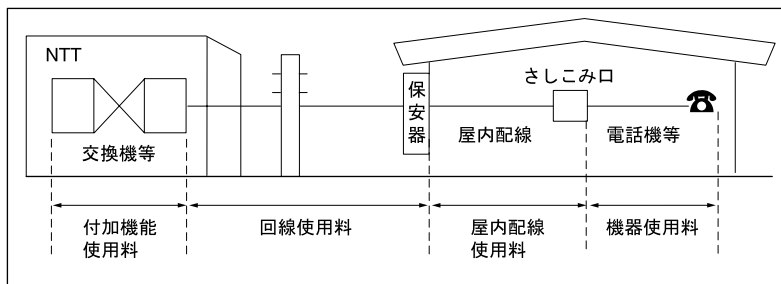 NTT
交換機等
保安器
さしこみ口
屋内配線
電話機等
付加機能
使用料
回線使用料
屋内配線
使用料
機器使用料